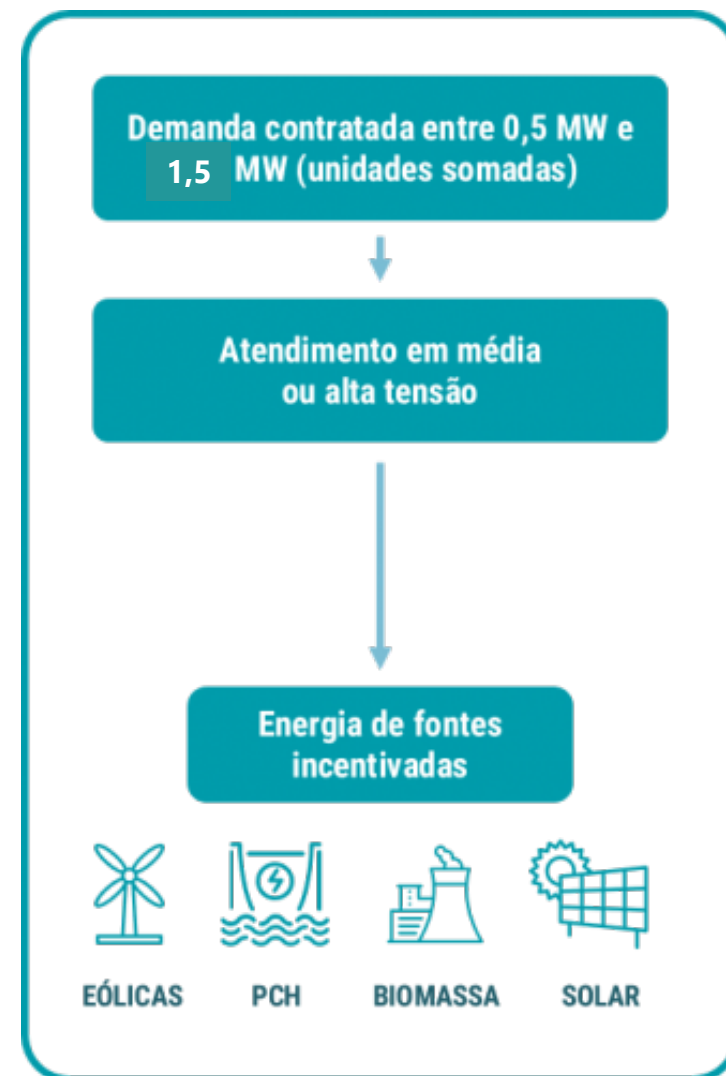 Demanda contratada entre 0,5 MW e
1,5 MW (unidades somadas)
Atendimento em média
ou alta tensão
Energia de fontes
incentivadas
EÓLICAS PCH BIOMASSA SOLAR